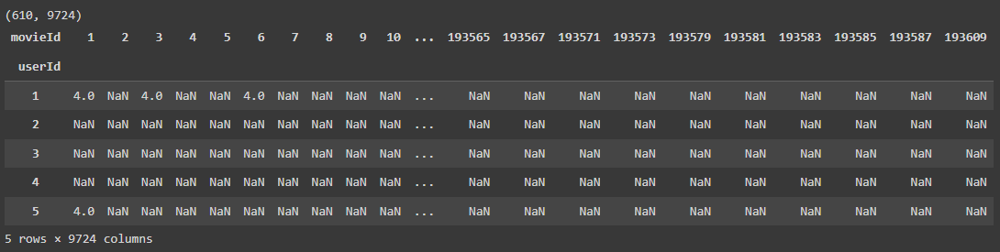 (610, 9724)
movieId 1 2 3 4 5 6 7 8 9 10 ... 193565 193567 193571 193573 193579 193581 193583 193585 193587 193609
userId
1 4.0 NaN 4.0 NaN NaN 4.0 NaN NaN NaN NaN ... NaN NaN NaN NaN NaN NaN NaN NaN NaN NaN
2 NaN NaN NaN NaN NaN NaN NaN NaN NaN NaN ... NaN NaN NaN NaN NaN NaN NaN NaN NaN NaN
3 NaN NaN NaN NaN NaN NaN NaN NaN NaN NaN ... NaN NaN NaN NaN NaN NaN NaN NaN NaN NaN
4 NaN NaN NaN NaN NaN NaN NaN NaN NaN NaN ... NaN NaN NaN NaN NaN NaN NaN NaN NaN NaN
5 4.0 NaN NaN NaN NaN NaN NaN NaN NaN NaN ... NaN NaN NaN NaN NaN NaN NaN NaN NaN NaN
5 rows × 9724 columns